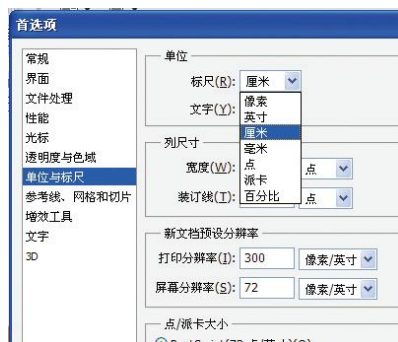 首选项
常规
界面
文件处理
性能
光标
透明度与色域
单位与标尺
参考线、网格和切片
增效工具
文字
3D
单位
标尺(R): 厘米
文字(Y):
像素
英寸
厘米
毫米
点
派卡
百分比
列尺寸
宽度(W): 点
装订线(T): 点
新文档预设分辨率
打印分辨率(I): 300 像素/英寸
屏幕分辨率(S): 72 像素/英寸
点/派卡大小